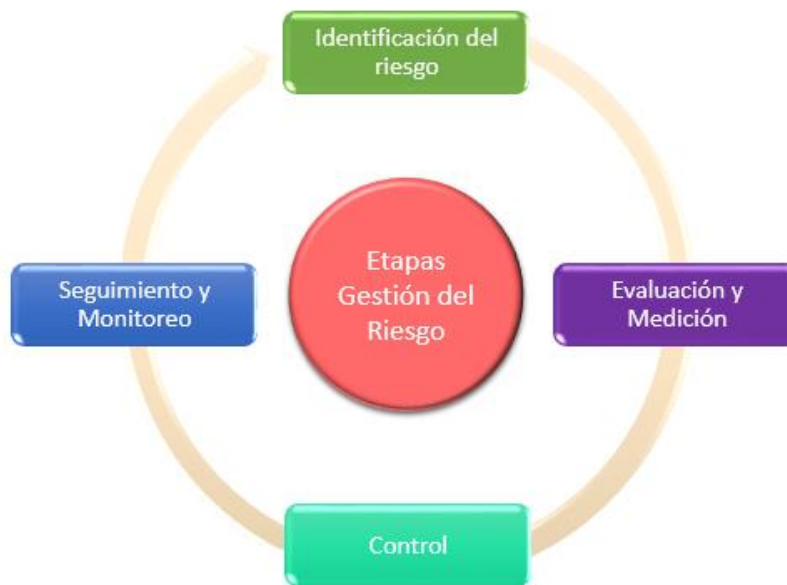 Identificación del
riesgo
Etapas
Gestión del
Riesgo
Seguimiento y
Monitoreo
Evaluación y
Medición
Control